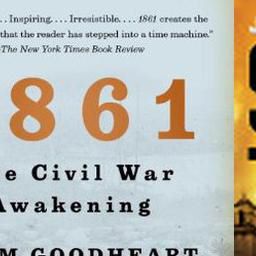 . . Inspiring. . . . Irresistible. . . . 1861 creates the
that the reader has stepped into a time machine."
The New York Times Book Review
861
e Civil War
Awakening
M GOODHEART